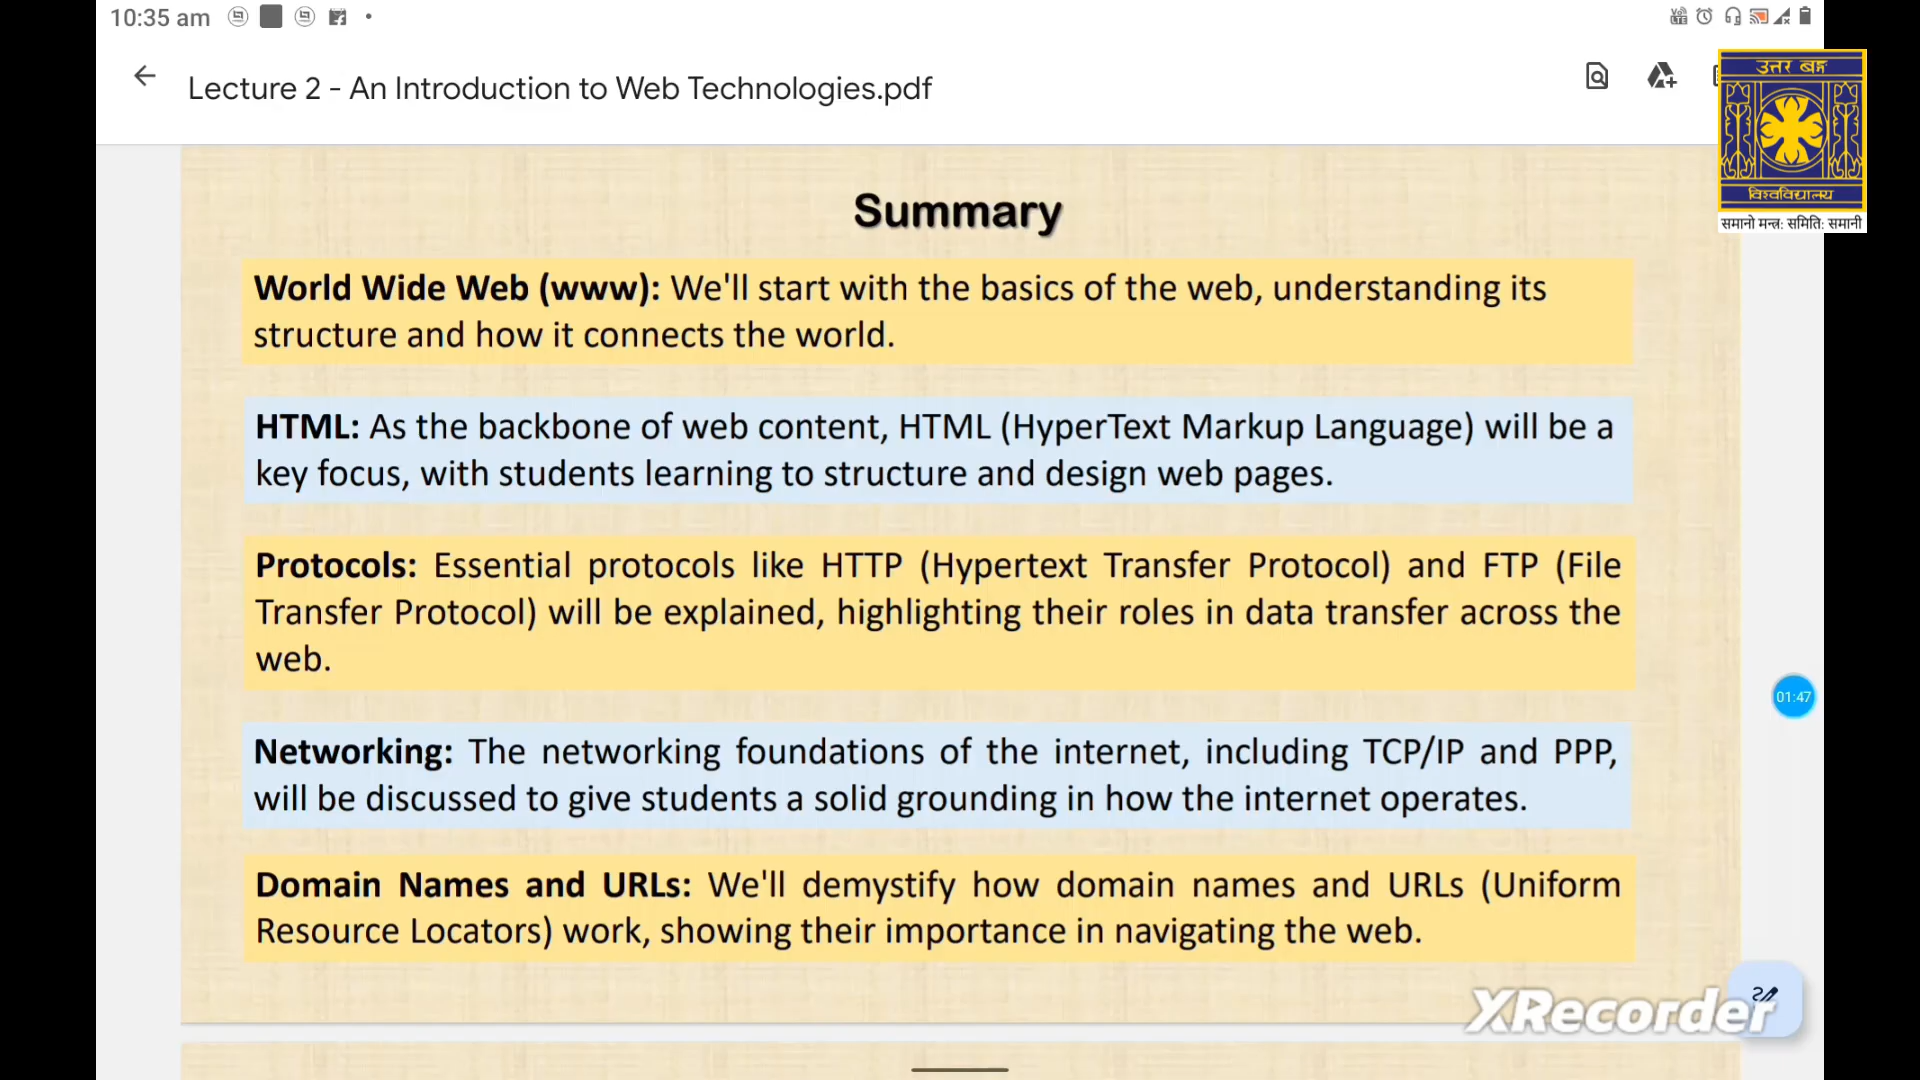 10:35 am
Lecture 2 - An Introduction to Web Technologies.pdf
उत्तर बङ्ग
विश्वविद्यालय
समानो मन्त्र: समिति: समानी
Summary
World Wide Web (www): We'll start with the basics of the web, understanding its
structure and how it connects the world.
HTML: As the backbone of web content, HTML (HyperText Markup Language) will be a
key focus, with students learning to structure and design web pages.
Protocols: Essential protocols like HTTP (Hypertext Transfer Protocol) and FTP (File
Transfer Protocol) will be explained, highlighting their roles in data transfer across the
web.
01:47
Networking: The networking foundations of the internet, including TCP/IP and PPP,
will be discussed to give students a solid grounding in how the internet operates.
Domain Names and URLs: We'll demystify how domain names and URLs (Uniform
Resource Locators) work, showing their importance in navigating the web.
XRecorder